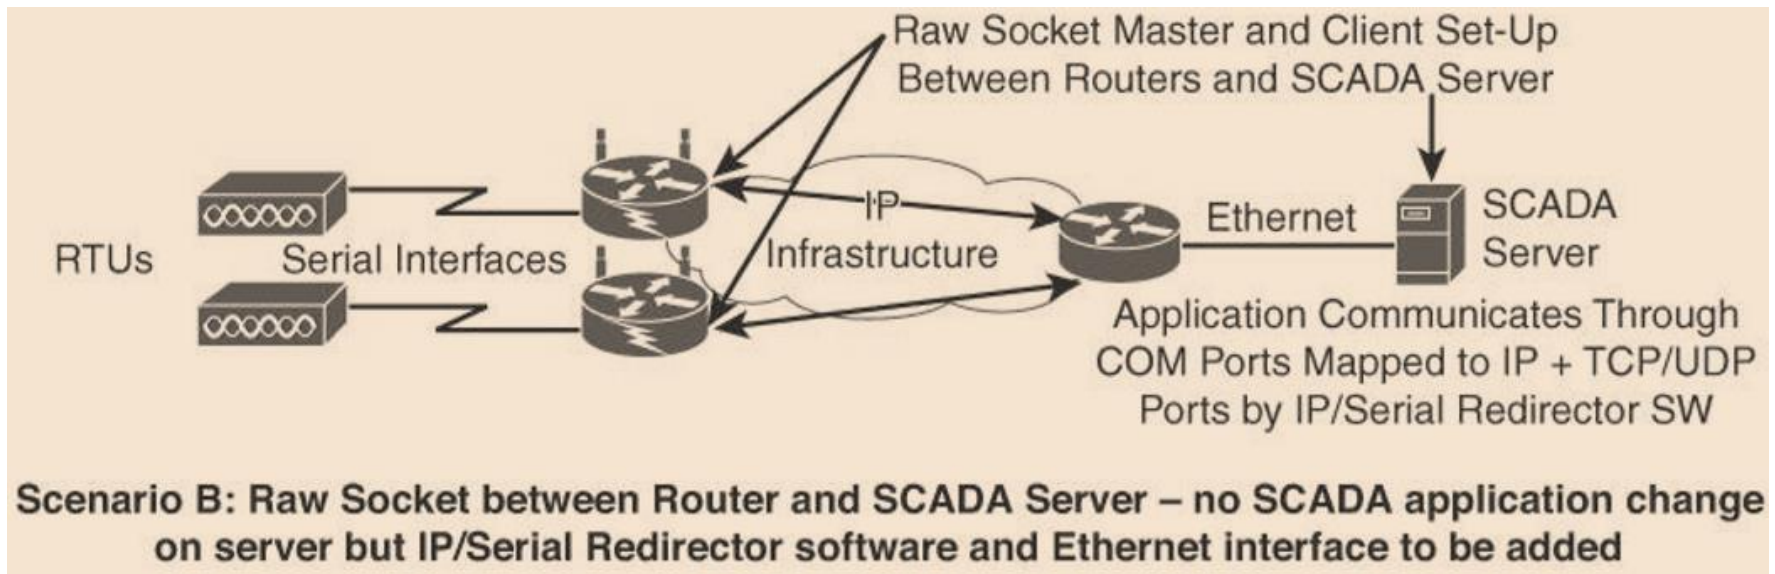 Raw Socket Master and Client Set-Up
Between Routers and SCADA Server
IP
Infrastructure
Ethernet
SCADA
Server
RTUs
Serial Interfaces
Application Communicates Through
COM Ports Mapped to IP + TCP/UDP
Ports by IP/Serial Redirector SW
Scenario B: Raw Socket between Router and SCADA Server – no SCADA application change
on server but IP/Serial Redirector software and Ethernet interface to be added